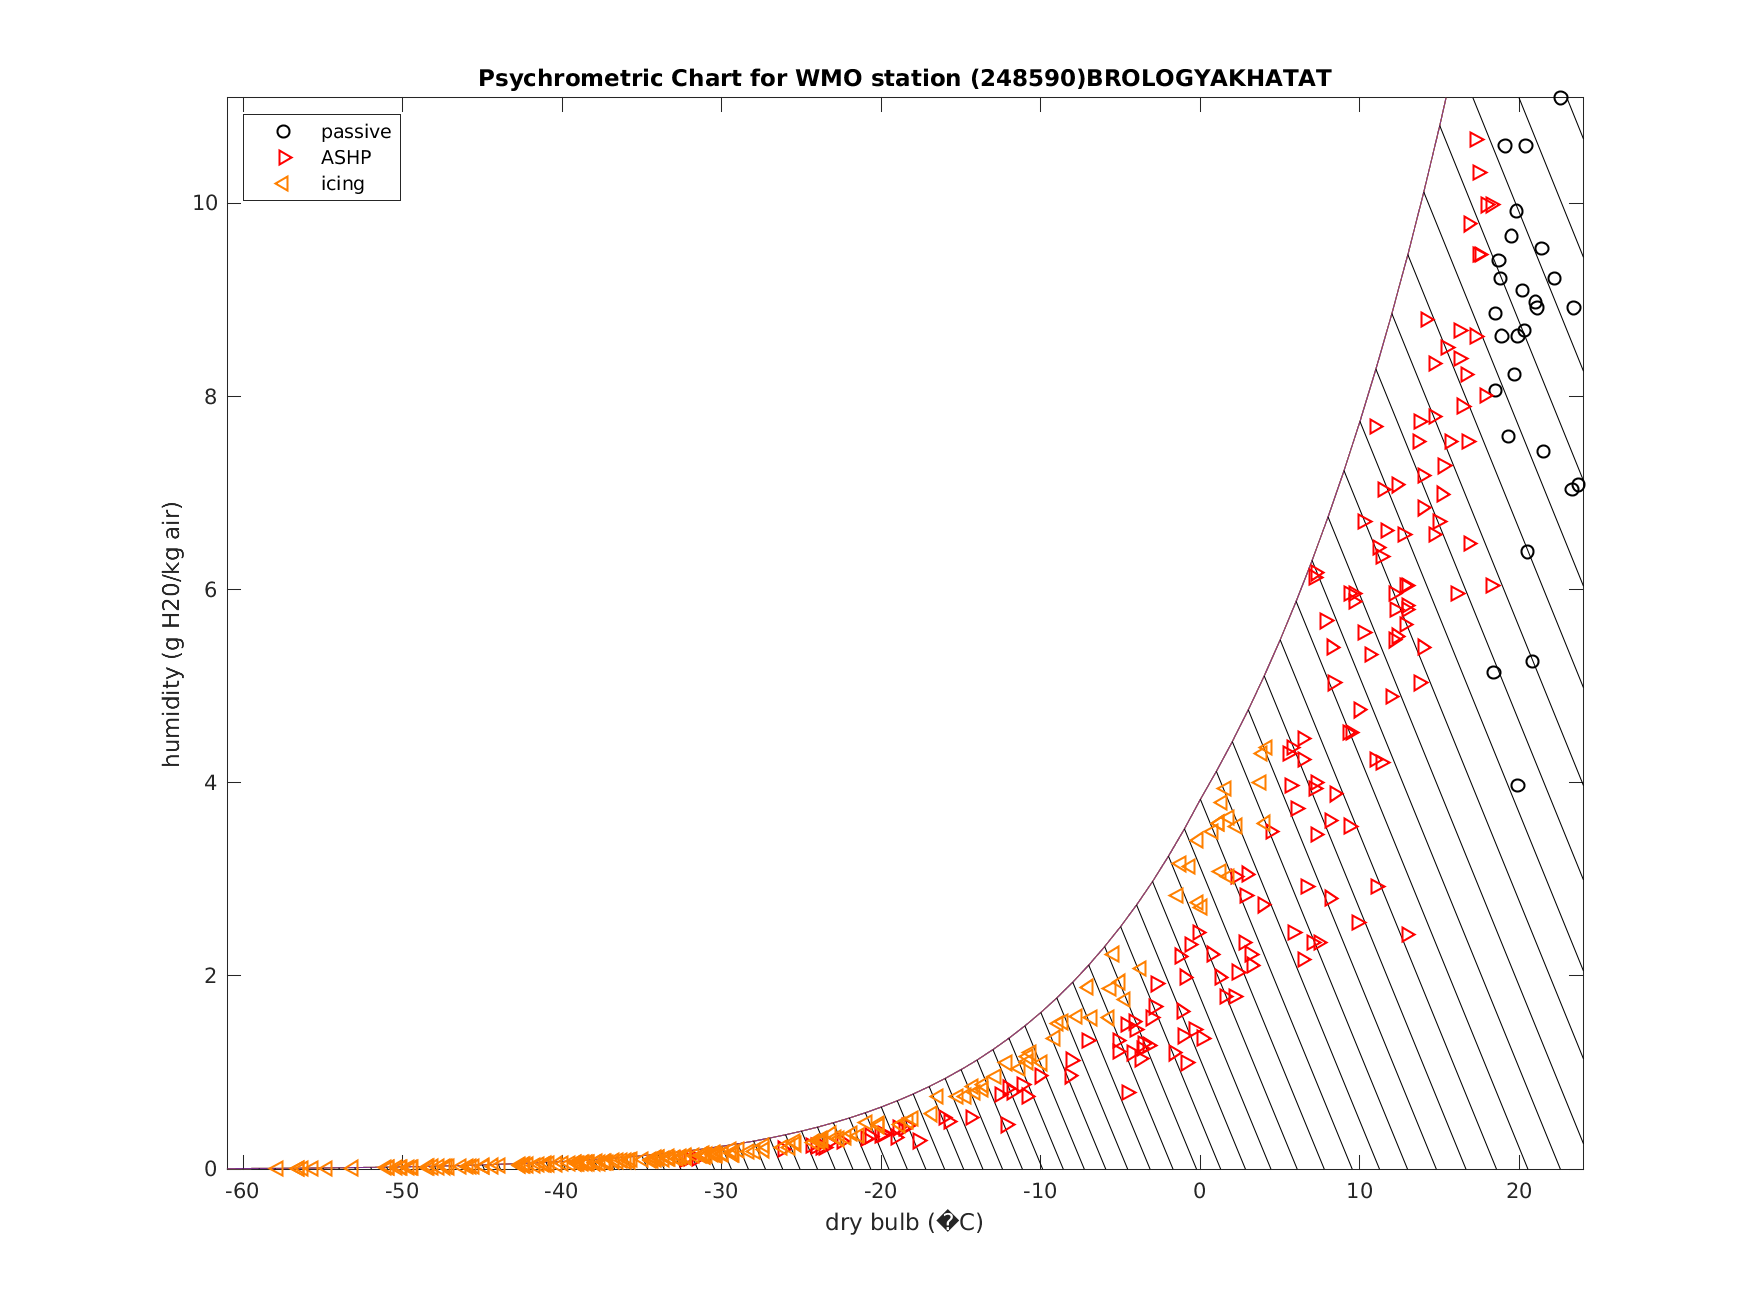 Psychrometric Chart for WMO station (248590)BROLOGYAKHATAT
passive
ASHP
icing
10
8
6
4
2
0
humidity (g H20/kg air)
-60 -50 -40 -30 -20 -10 0 10 20
dry bulb (�C)